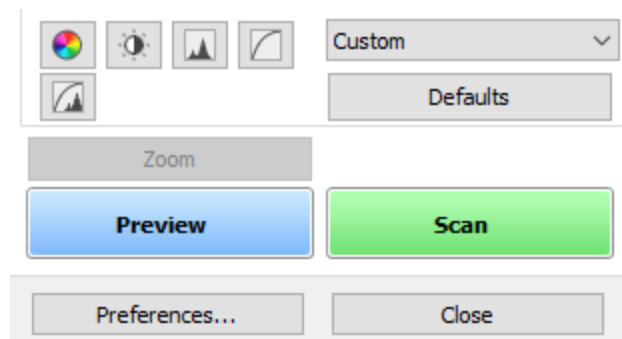 Custom
Defaults
Zoom
Preview
Scan
Preferences...
Close